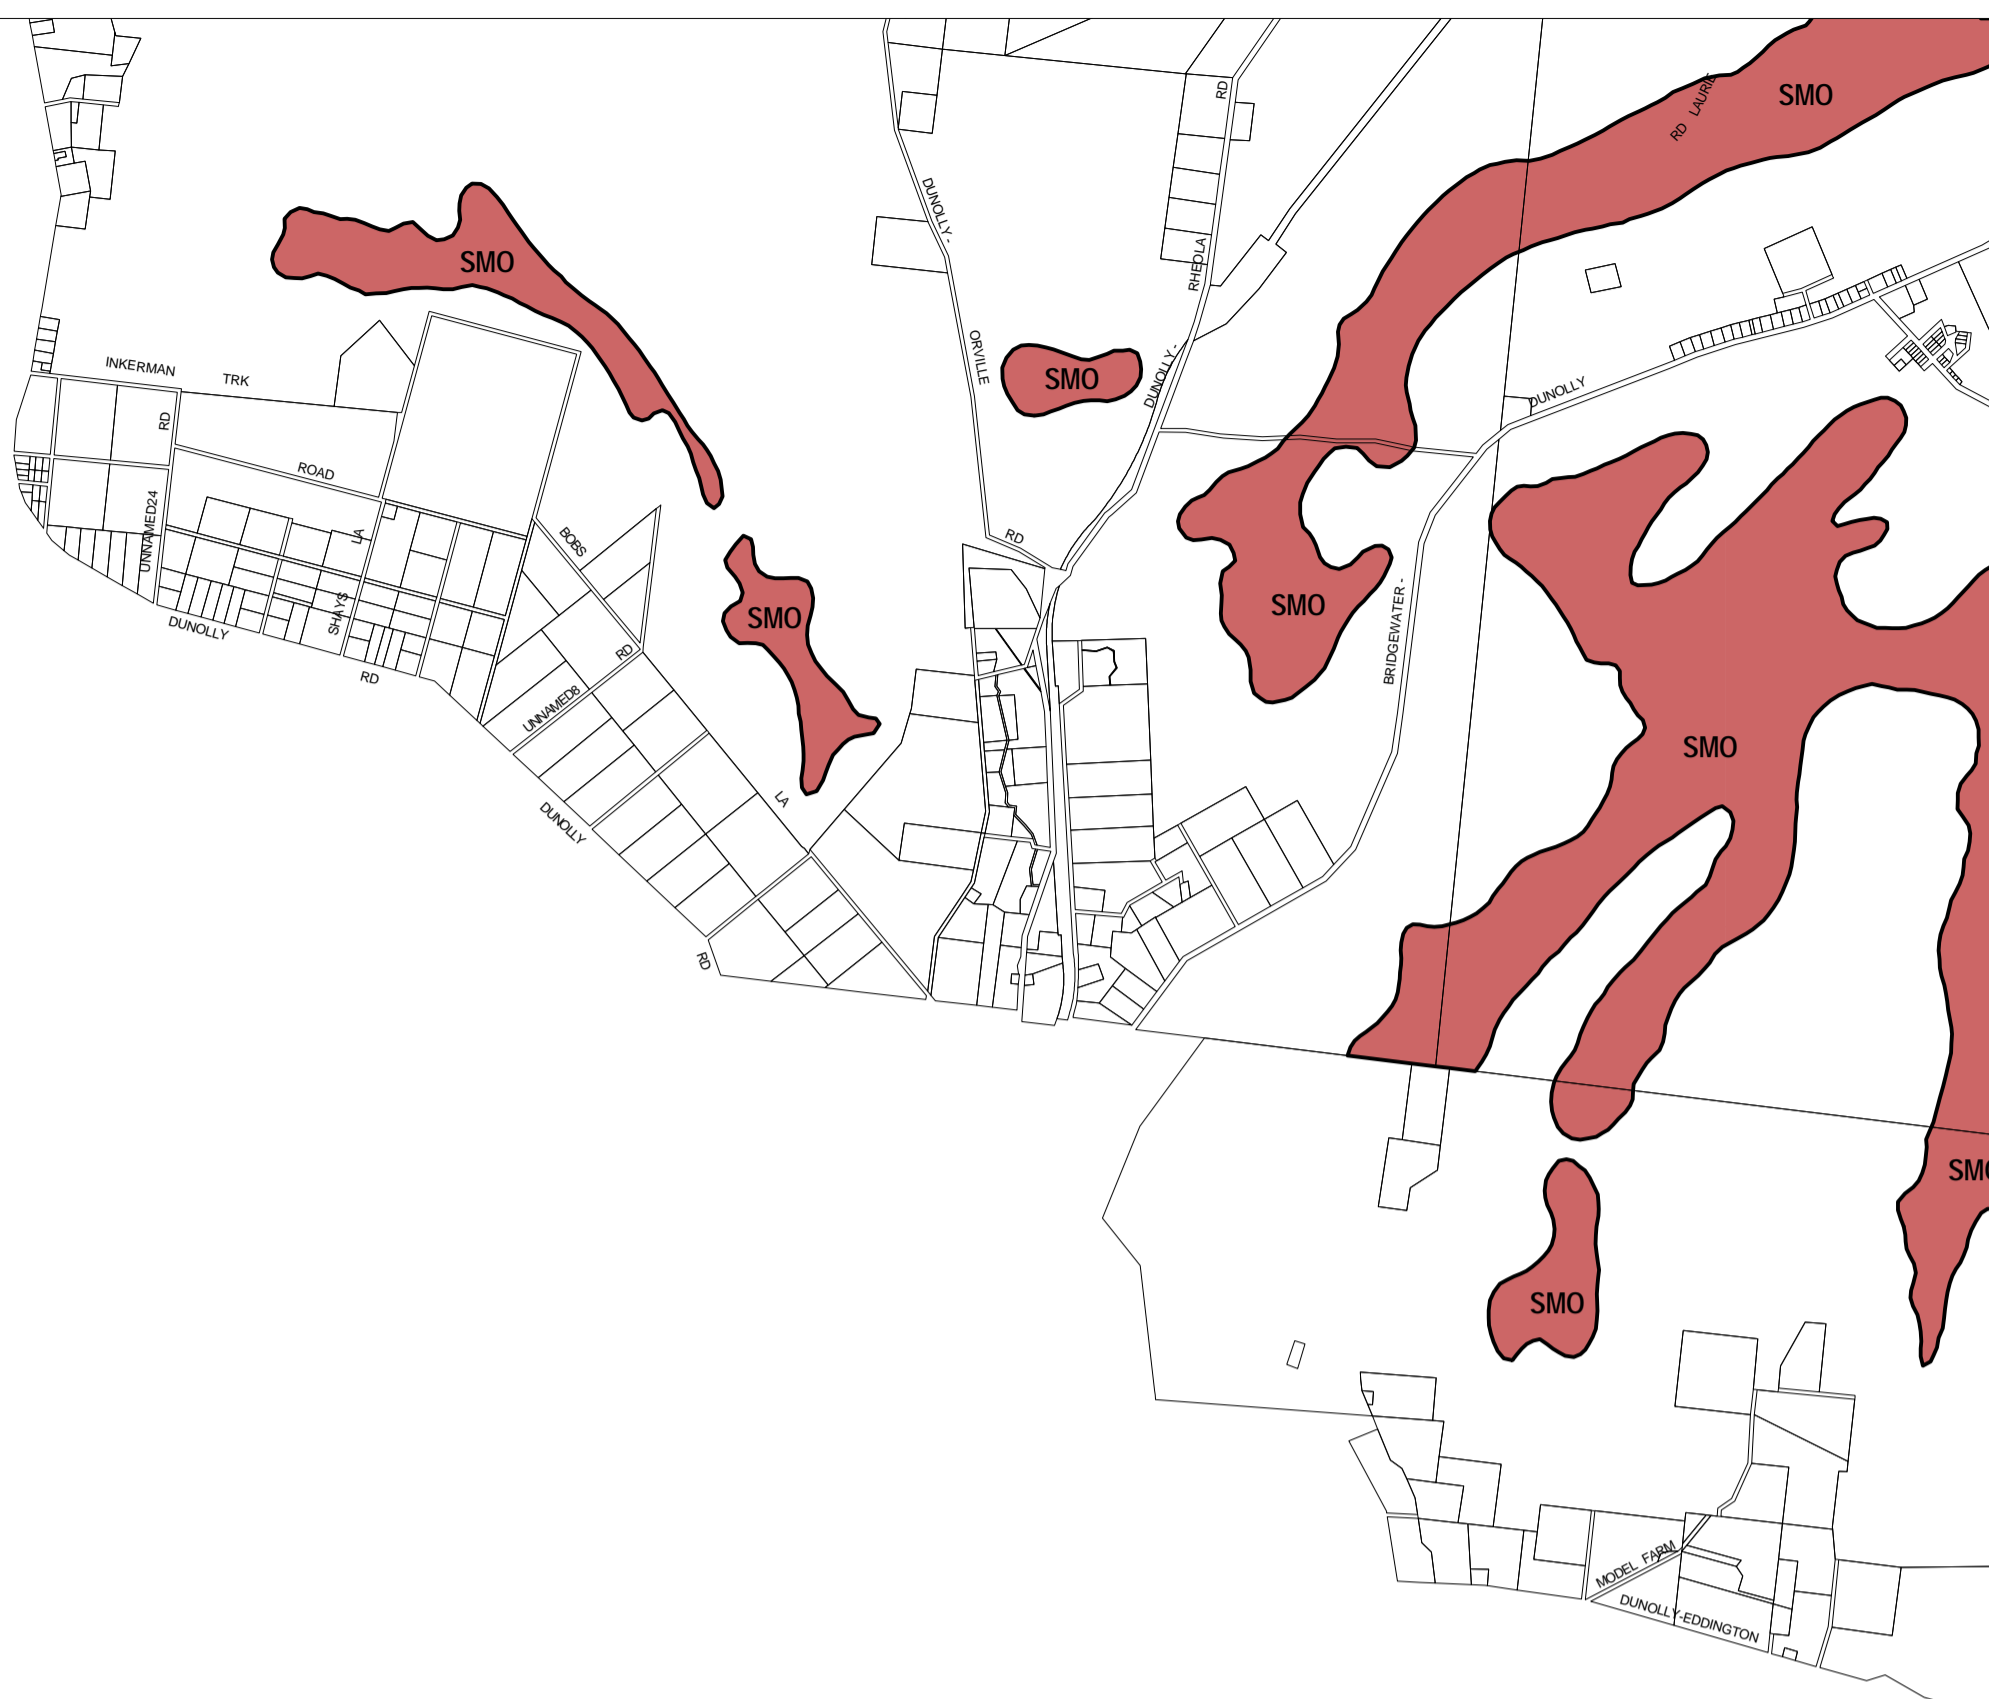 SMO
RD LAURIE
RD
DUNOLLY -
SMO
RHEOLA
ORVILLE
SMO
DUNOLLY -
INKERMAN
TRK
DUNOLLY
RD
ROAD
UNNAMED24
LA
BOBS
RD
SHAYS
DUNOLLY
RD
SMO
SMO
BRIDGEWATER -
RD
UNNAMED8
SMO
LA
DUNOLLY
RD
SMO
SMO
MODEL FARM
DUNOLLY-EDDINGTON